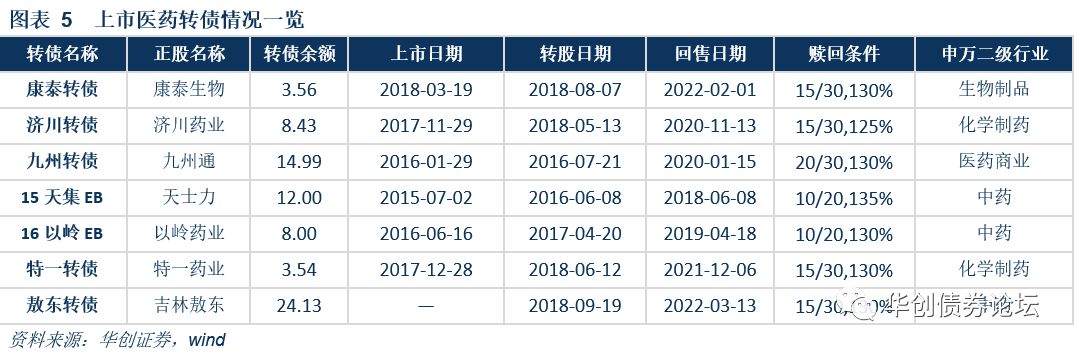 图表 5 上市医药转债情况一览
转债名称 正股名称 转债余额 上市日期 转股日期 回售日期 赎回条件 申万二级行业
康泰转债 康泰生物 3.56 2018-03-19 2018-08-07 2022-02-01 15/30,130% 生物制品
济川转债 济川药业 8.43 2017-11-29 2018-05-13 2020-11-13 15/30,125% 化学制药
九州转债 九州通 14.99 2016-01-29 2016-07-21 2020-01-15 20/30,130% 医药商业
15 天集 EB 天士力 12.00 2015-07-02 2016-06-08 2018-06-08 10/20,135% 中药
16 以岭 EB 以岭药业 8.00 2016-06-16 2017-04-20 2019-04-18 10/20,130% 中药
特一转债 特一药业 3.54 2017-12-28 2018-06-12 2021-12-06 15/30,130% 化学制药
敖东转债 吉林敖东 24.13 — 2018-09-19 2022-03-13 15/30,
华创债券论坛
资料来源：华创证券，wind